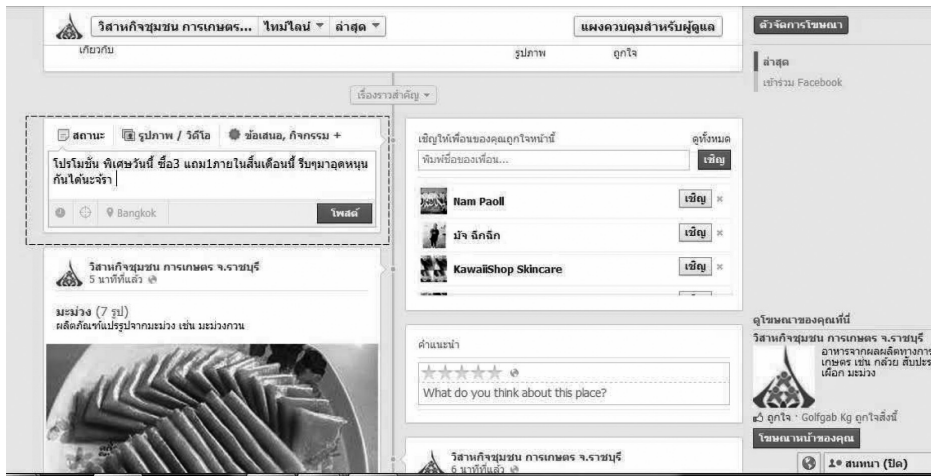 วิสาหกิจชุมชน การเกษตร... ไทม์ไลน์ ล่าสุด
แผงควบคุมสำหรับผู้ดูแล
เกี่ยวกับ
รูปภาพ
ถูกใจ
เรื่องราวสำคัญ
สถานะ
รูปภาพ / วิดีโอ
ข้อเสนอ, กิจกรรม +
โปรโมชั่น พิเศษวันนี้ ซื้อ3 แถม1ภายในสิ้นเดือนนี้ รีบๆมาอุดหนุน
กันได้นะจ้รา
Bangkok
โพสต์
วิสาหกิจชุมชน การเกษตร จ.ราชบุรี
5 นาทีที่แล้ว
มะม่วง (7 รูป)
ผลิตภัณฑ์แปรรูปจากมะม่วง เช่น มะม่วงกวน
เชิญให้เพื่อนของคุณถูกใจหน้านี้
ดูทั้งหมด
พิมพ์ชื่อของเพื่อน...
เชิญ
Nam Paoll
เชิญ ×
มัจ ฉึกฉึก
เชิญ ×
KawaiiShop Skincare
เชิญ ×
คำแนะนำ
What do you think about this place?
วิสาหกิจชุมชน การเกษตร จ.ราชบุรี
6 นาทีที่แล้ว
ตัวจัดการโฆษณา
ล่าสุด
เข้าร่วม Facebook
ดูโฆษณาของคุณที่นี่
วิสาหกิจชุมชน การเกษตร จ.ราชบุรี
อาหารจากผลผลิตทางการ
เกษตร เช่น กล้วย สับปะร
เผือก มะม่วง
ถูกใจ · Golfgab Kg ถูกใจสิ่งนี้
โฆษณาหน้าของคุณ
สนทนา (ปิด)